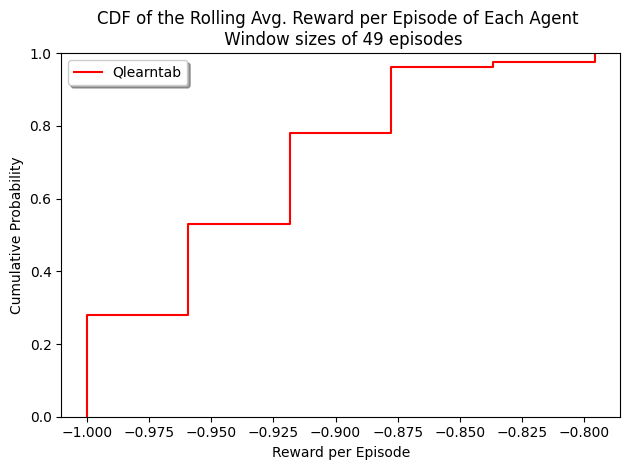 CDF of the Rolling Avg. Reward per Episode of Each Agent
Window sizes of 49 episodes
Qlearntab
1.0
0.8
0.6
0.4
0.2
0.0
Cumulative Probability
−1.000 −0.975 −0.950 −0.925 −0.900 −0.875 −0.850 −0.825 −0.800
Reward per Episode